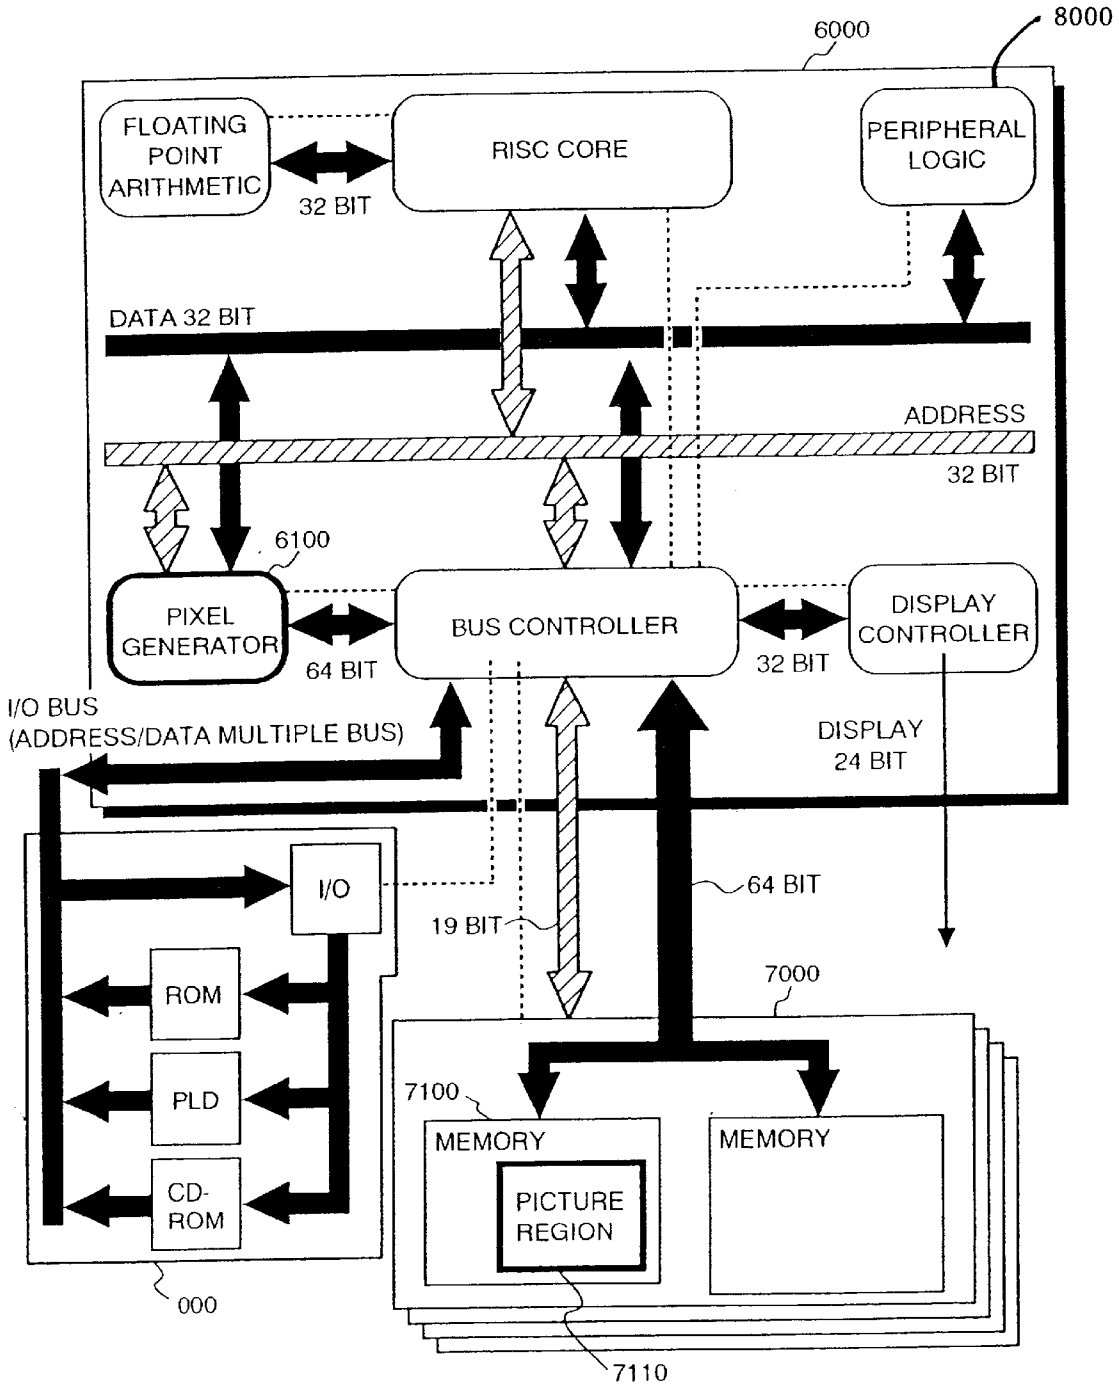 8000
6000
FLOATING
POINT
ARITHMETIC
RISC CORE
PERIPHERAL
LOGIC
32 BIT
DATA 32 BIT
ADDRESS
32 BIT
6100
PIXEL
GENERATOR
64 BIT
BUS CONTROLLER
32 BIT
DISPLAY
CONTROLLER
I/O BUS
(ADDRESS/DATA MULTIPLE BUS)
DISPLAY
24 BIT
I/O
64 BIT
19 BIT
ROM
7000
PLD
7100
MEMORY
MEMORY
CD-
ROM
PICTURE
REGION
000
7110